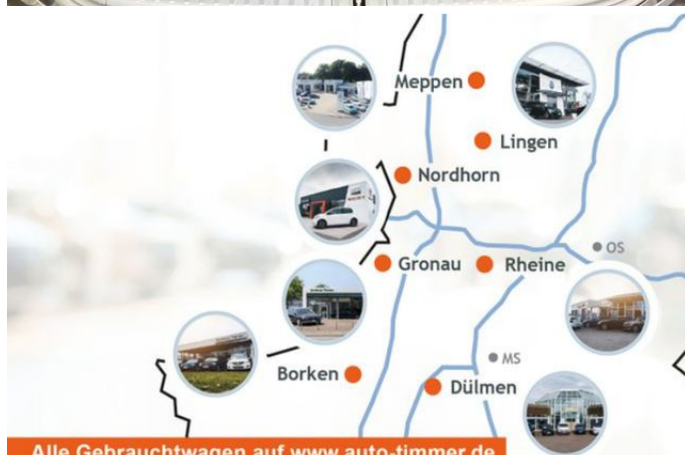 Meppen
Lingen
Nordhorn
OS
Gronau
Rheine
MS
Borken
Dülmen
Alle Gebrauchtwagen auf www.auto-timmer.de